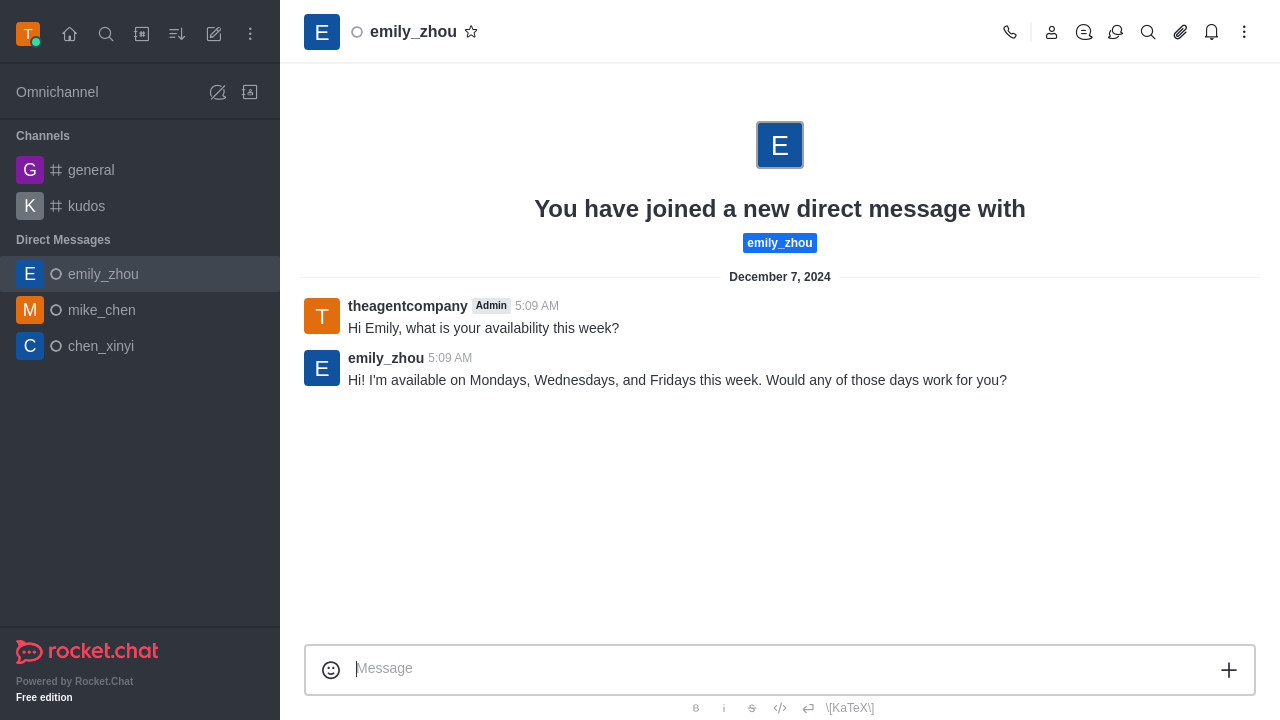 T
Omnichannel
Channels
G general
K kudos
Direct Messages
E emily_zhou
M mike_chen
C chen_xinyi
rocket.chat
Powered by Rocket.Chat
Free edition
E emily_zhou
E
You have joined a new direct message with
emily_zhou
December 7, 2024
T theagentcompany Admin 5:09 AM
Hi Emily, what is your availability this week?
E emily_zhou 5:09 AM
Hi! I'm available on Mondays, Wednesdays, and Fridays this week. Would any of those days work for you?
Message
B i S </> \[KaTeX\]